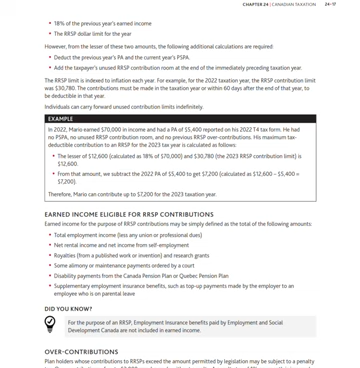 CHAPTER 24 | CANADIAN TAXATION 24•17
• 18% of the previous year's earned income
• The RRSP dollar limit for the year
However, from the lesser of these two amounts, the following additional calculations are required:
• Deduct the previous year's PA and the current year's PSPA.
• Add the taxpayer's unused RRSP contribution room at the end of the immediately preceding taxation year.
The RRSP limit is indexed to inflation each year. For example, for the 2022 taxation year, the RRSP contribution limit
was $30,780. The contributions must be made in the taxation year or within 60 days after the end of that year, to
be deductible in that year.
Individuals can carry forward unused contribution limits indefinitely.
EXAMPLE
In 2022, Mario earned $70,000 in income and had a PA of $5,400 reported on his 2022 T4 tax form. He had
no PSPA, no unused RRSP contribution room, and no previous RRSP over-contributions. His maximum tax-
deductible contribution to an RRSP for the 2023 tax year is calculated as follows:
• The lesser of $12,600 (calculated as 18% of $70,000) and $30,780 (the 2023 RRSP contribution limit) is
$12,600.
• From that amount, we subtract the 2022 PA of $5,400 to get $7,200 (calculated as $12,600 – $5,400 =
$7,200).
Therefore, Mario can contribute up to $7,200 for the 2023 taxation year.
EARNED INCOME ELIGIBLE FOR RRSP CONTRIBUTIONS
Earned income for the purpose of RRSP contributions may be simply defined as the total of the following amounts:
• Total employment income (less any union or professional dues)
• Net rental income and net income from self-employment
• Royalties (from a published work or invention) and research grants
• Some alimony or maintenance payments ordered by a court
• Disability payments from the Canada Pension Plan or Quebec Pension Plan
• Supplementary employment insurance benefits, such as top-up payments made by the employer to an
employee who is on parental leave
DID YOU KNOW?
For the purpose of an RRSP, Employment Insurance benefits paid by Employment and Social
Development Canada are not included in earned income.
OVER-CONTRIBUTIONS
Plan holders whose contributions to RRSPs exceed the amount permitted by legislation may be subject to a penalty